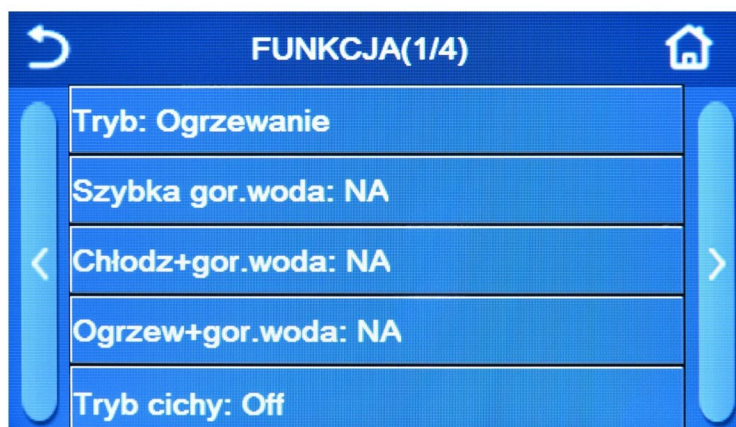 FUNKCJA(1/4)
Tryb: Ogrzewanie
Szybka gor.woda: NA
Chłodz+gor.woda: NA
Ogrzew+gor.woda: NA
Tryb cichy: Off